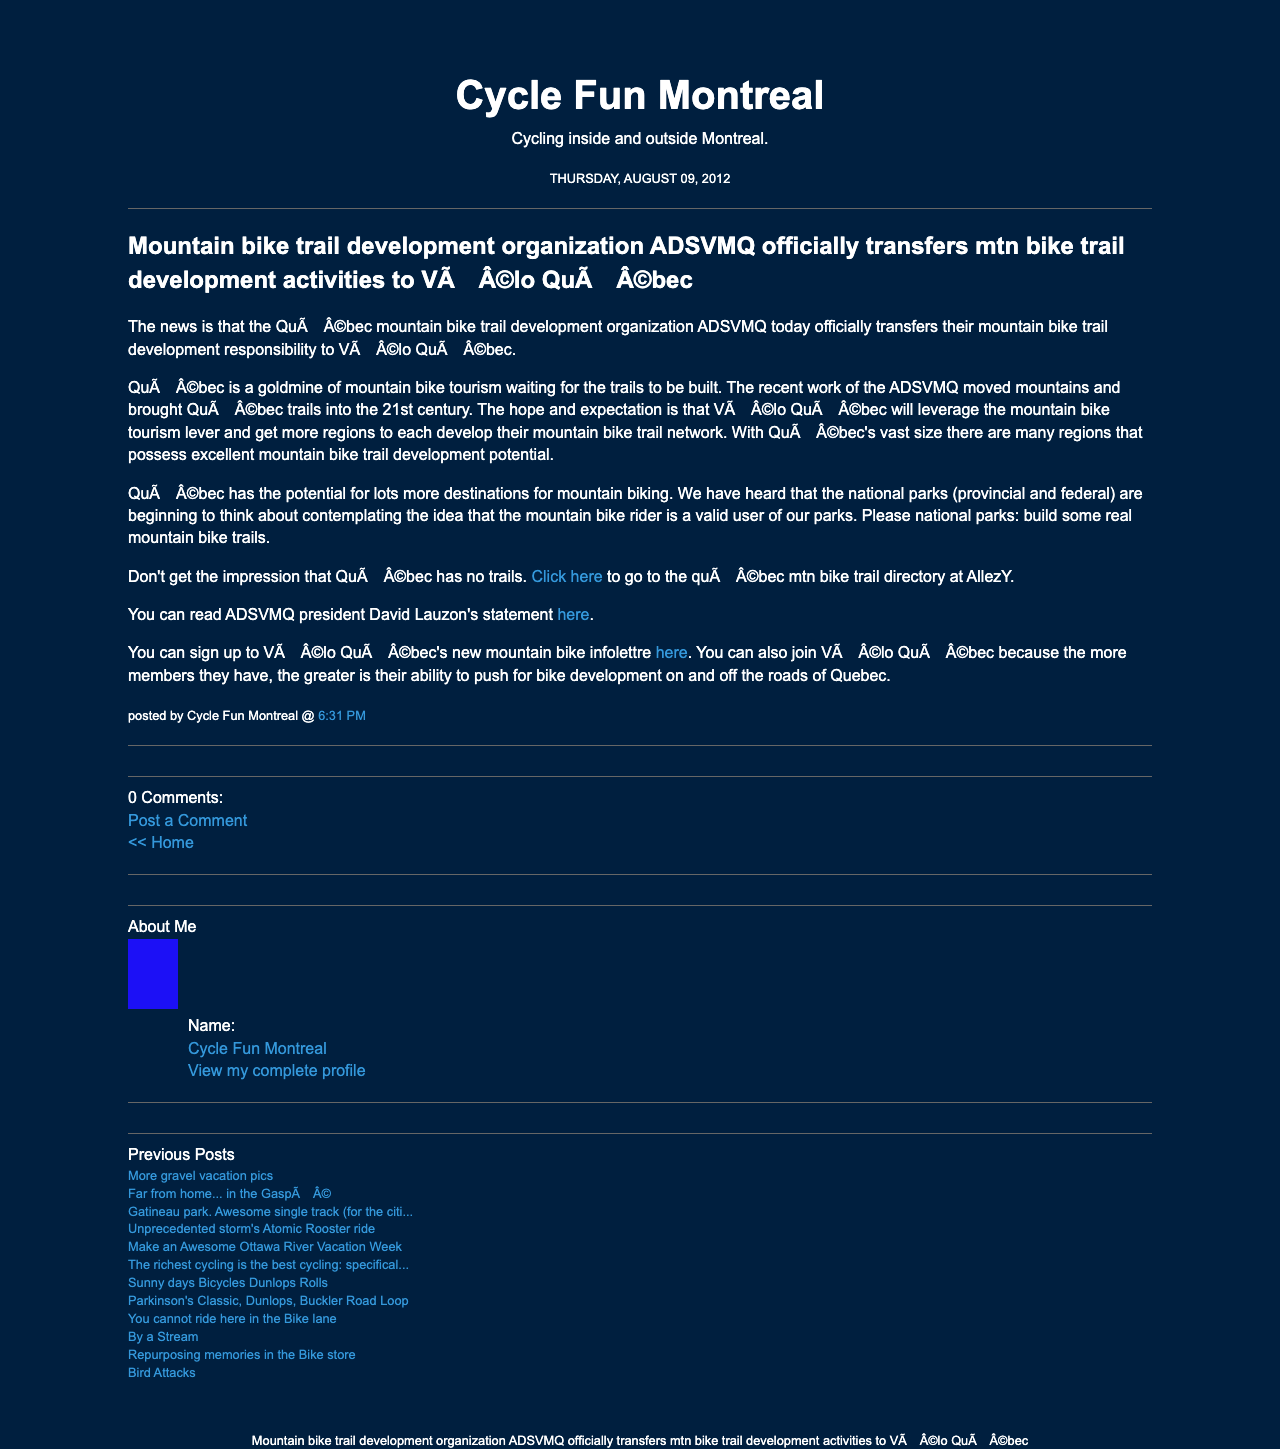 Cycle Fun Montreal
Cycling inside and outside Montreal.
THURSDAY, AUGUST 09, 2012
Mountain bike trail development organization ADSVMQ officially transfers mtn bike trail
development activities to VÃ Â©lo QuÃ Â©bec
The news is that the QuÃ Â©bec mountain bike trail development organization ADSVMQ today officially transfers their mountain bike trail
development responsibility to VÃ Â©lo QuÃ Â©bec.
QuÃ Â©bec is a goldmine of mountain bike tourism waiting for the trails to be built. The recent work of the ADSVMQ moved mountains and
brought QuÃ Â©bec trails into the 21st century. The hope and expectation is that VÃ Â©lo QuÃ Â©bec will leverage the mountain bike
tourism lever and get more regions to each develop their mountain bike trail network. With QuÃ Â©bec's vast size there are many regions that
possess excellent mountain bike trail development potential.
QuÃ Â©bec has the potential for lots more destinations for mountain biking. We have heard that the national parks (provincial and federal) are
beginning to think about contemplating the idea that the mountain bike rider is a valid user of our parks. Please national parks: build some real
mountain bike trails.
Don't get the impression that QuÃ Â©bec has no trails. Click here to go to the quÃ Â©bec mtn bike trail directory at AllezY.
You can read ADSVMQ president David Lauzon's statement here.
You can sign up to VÃ Â©lo QuÃ Â©bec's new mountain bike infolettre here. You can also join VÃ Â©lo QuÃ Â©bec because the more
members they have, the greater is their ability to push for bike development on and off the roads of Quebec.
posted by Cycle Fun Montreal @ 6:31 PM
0 Comments:
Post a Comment
<< Home
About Me
Name:
Cycle Fun Montreal
View my complete profile
Previous Posts
More gravel vacation pics
Far from home... in the GaspÃ Â©
Gatineau park. Awesome single track (for the citi...
Unprecedented storm's Atomic Rooster ride
Make an Awesome Ottawa River Vacation Week
The richest cycling is the best cycling: specifical...
Sunny days Bicycles Dunlops Rolls
Parkinson's Classic, Dunlops, Buckler Road Loop
You cannot ride here in the Bike lane
By a Stream
Repurposing memories in the Bike store
Bird Attacks
Mountain bike trail development organization ADSVMQ officially transfers mtn bike trail development activities to VÃ Â©lo QuÃ Â©bec